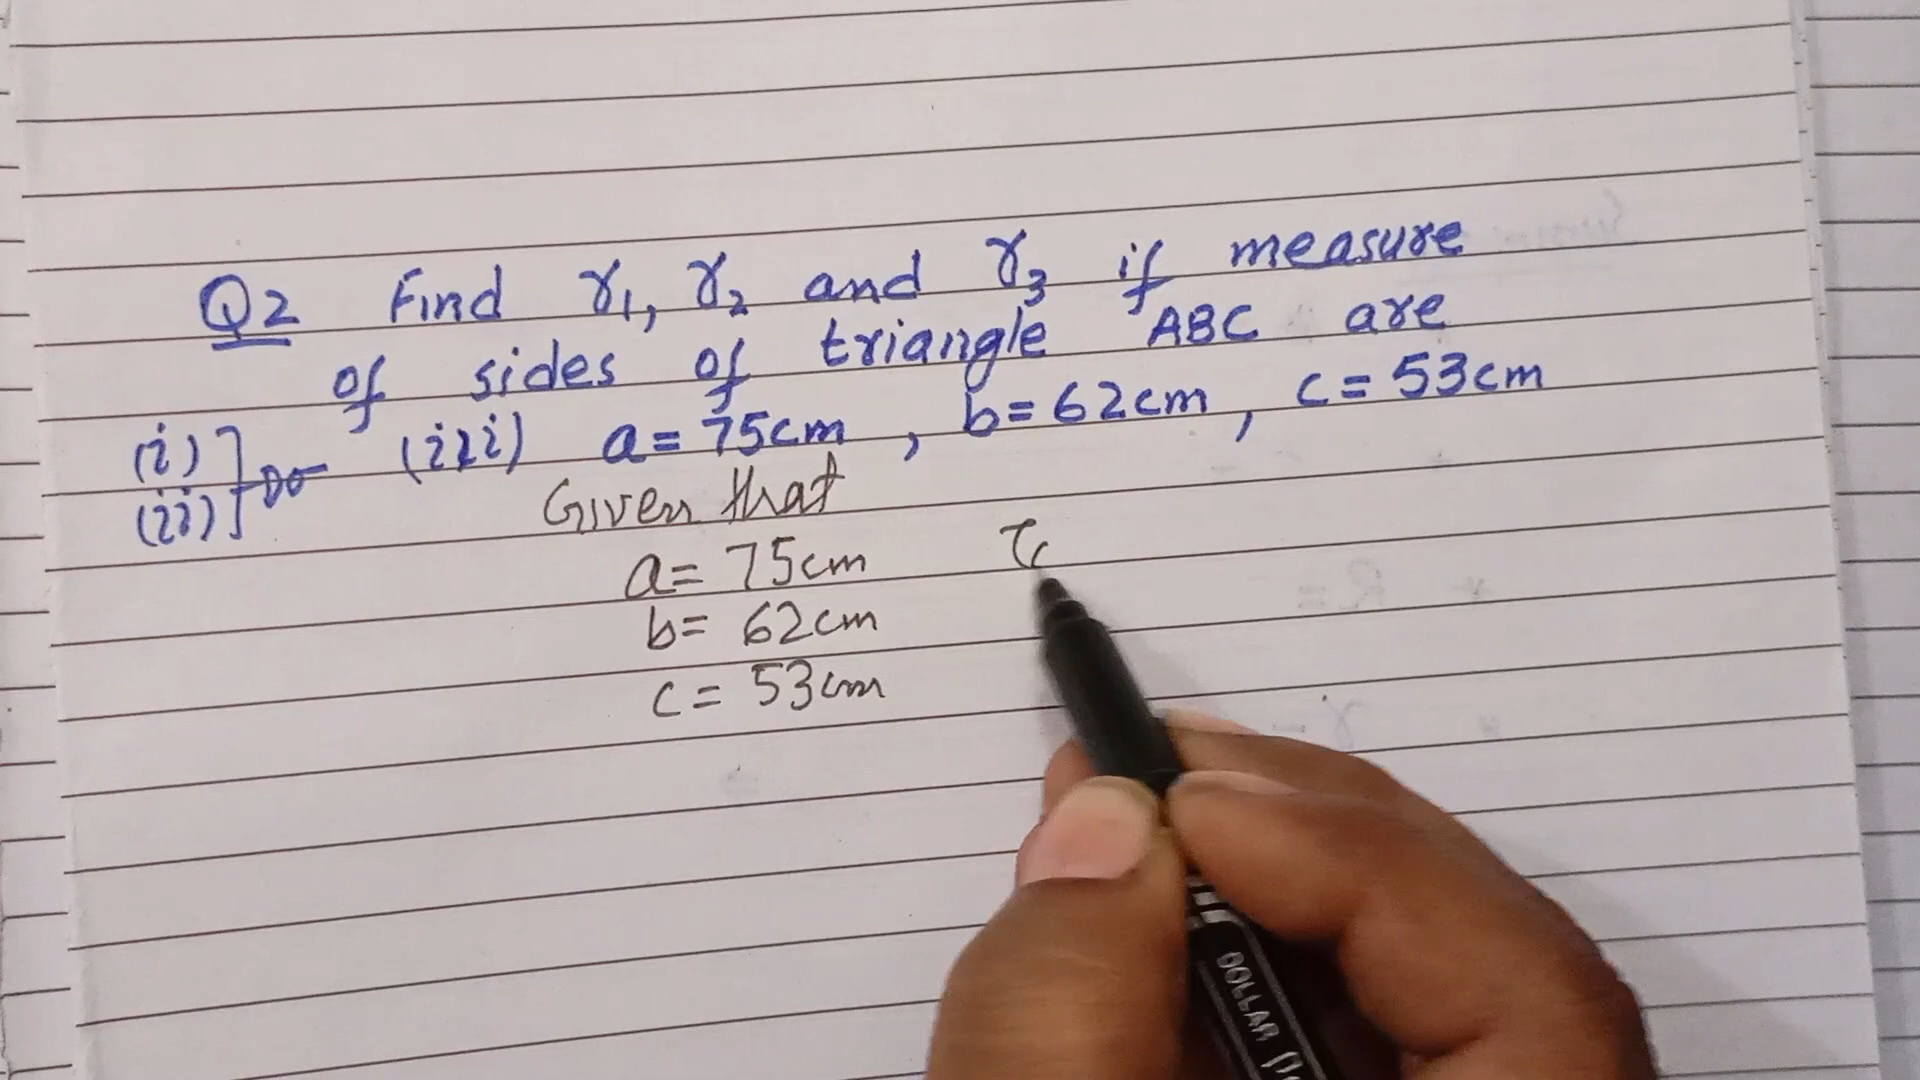 Q2 Find r₁, r₂ and r₃ if measure
of sides of triangle ABC are
(i)
(ii) ] Do (iii) a = 75cm , b = 62cm , c = 53cm
Given that
a = 75cm
b = 62cm
c = 53cm
DOLLAR